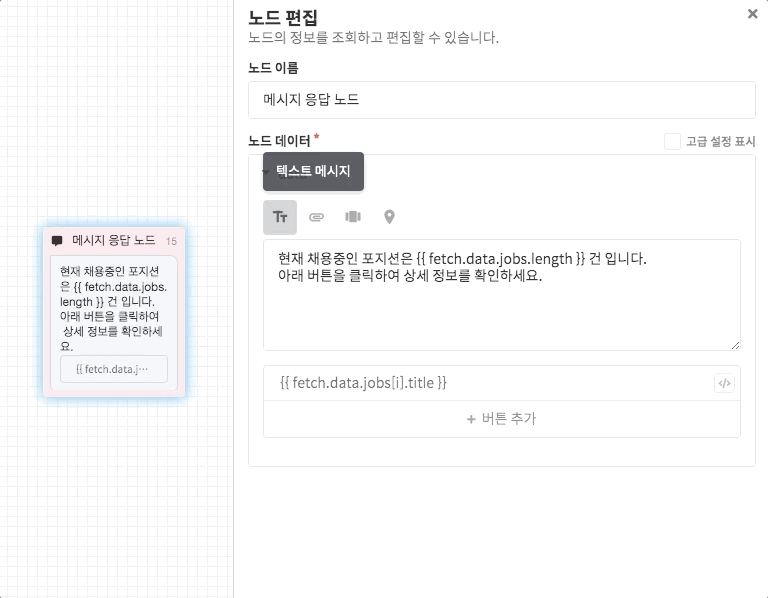 메시지 응답 노드 15
현재 채용중인 포지션
은 {{ fetch.data.jobs.
length }} 건 입니다.
아래 버튼을 클릭하여
상세 정보를 확인하세
요.
{{ fetch.data.j…
노드 편집
노드의 정보를 조회하고 편집할 수 있습니다.
노드 이름
메시지 응답 노드
노드 데이터 *
고급 설정 표시
텍스트 메시지
Tт
현재 채용중인 포지션은 {{ fetch.data.jobs.length }} 건 입니다.
아래 버튼을 클릭하여 상세 정보를 확인하세요.
{{ fetch.data.jobs[i].title }} </>
+ 버튼 추가